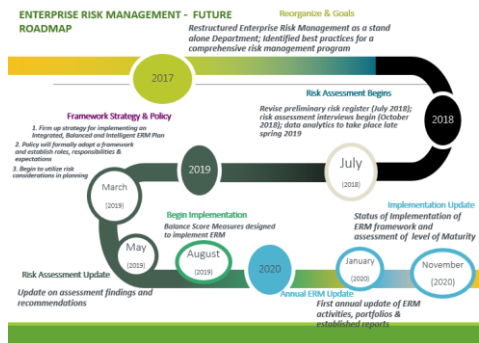 ENTERPRISE RISK MANAGEMENT - FUTURE
ROADMAP
Reorganize & Goals
Restructured Enterprise Risk Management as a stand
alone Department; Identified best practices for a
comprehensive risk management program
2017
Risk Assessment Begins
Revise preliminary risk register (July 2018);
risk assessment interviews begin (October
2018); data analytics to take place late
spring 2019
2018
Framework Strategy & Policy
1. Firm up strategy for implementing an
Integrated, Balanced and Intelligent ERM Plan
2. Policy will formally adopt a framework
and establish roles, responsibilities &
expectations
3. Begin to utilize risk
considerations in planning
2019
July
(2018)
March
(2019)
Implementation Update
Status of Implementation of
ERM framework and
assessment of level of Maturity
Begin Implementation
Balance Score Measures designed
to implement ERM
May
(2019)
August
(2019)
2020
January
(2020)
November
(2020)
Risk Assessment Update
Update on assessment findings and
recommendations
Annual ERM Update
First annual update of ERM
activities, portfolios &
established reports